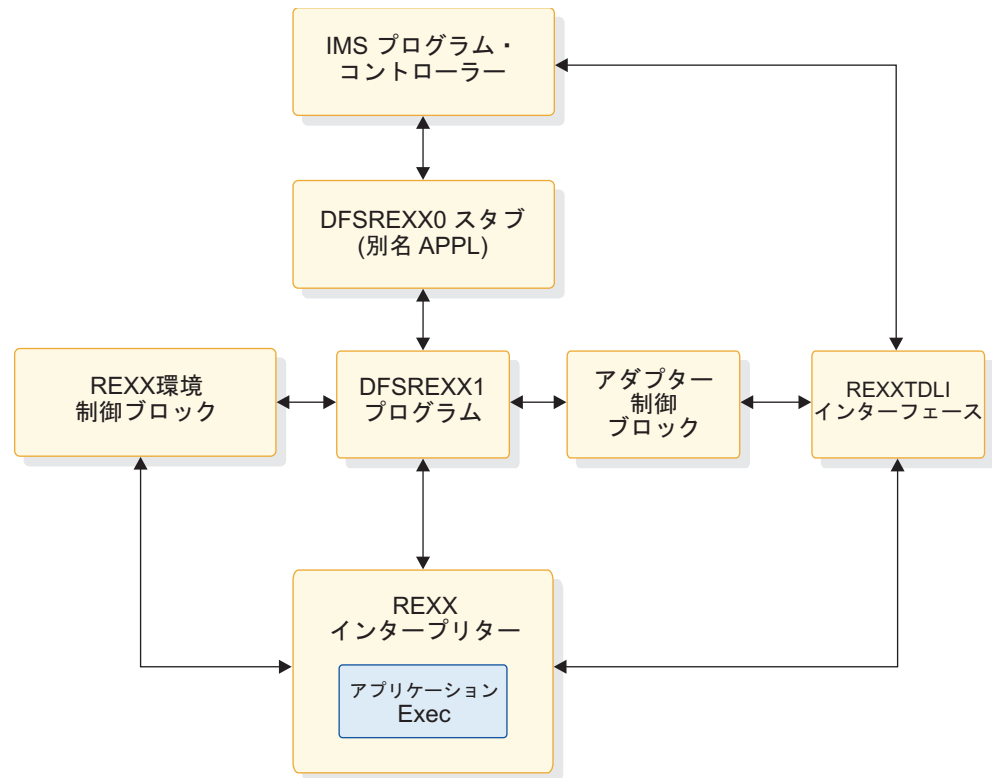 IMS プログラム・
コントローラー
DFSREXX0 スタブ
(別名 APPL)
REXX環境
制御ブロック
DFSREXX1
プログラム
アダプター
制御
ブロック
REXXTDLI
インターフェース
REXX
インタープリター
アプリケーション
Exec